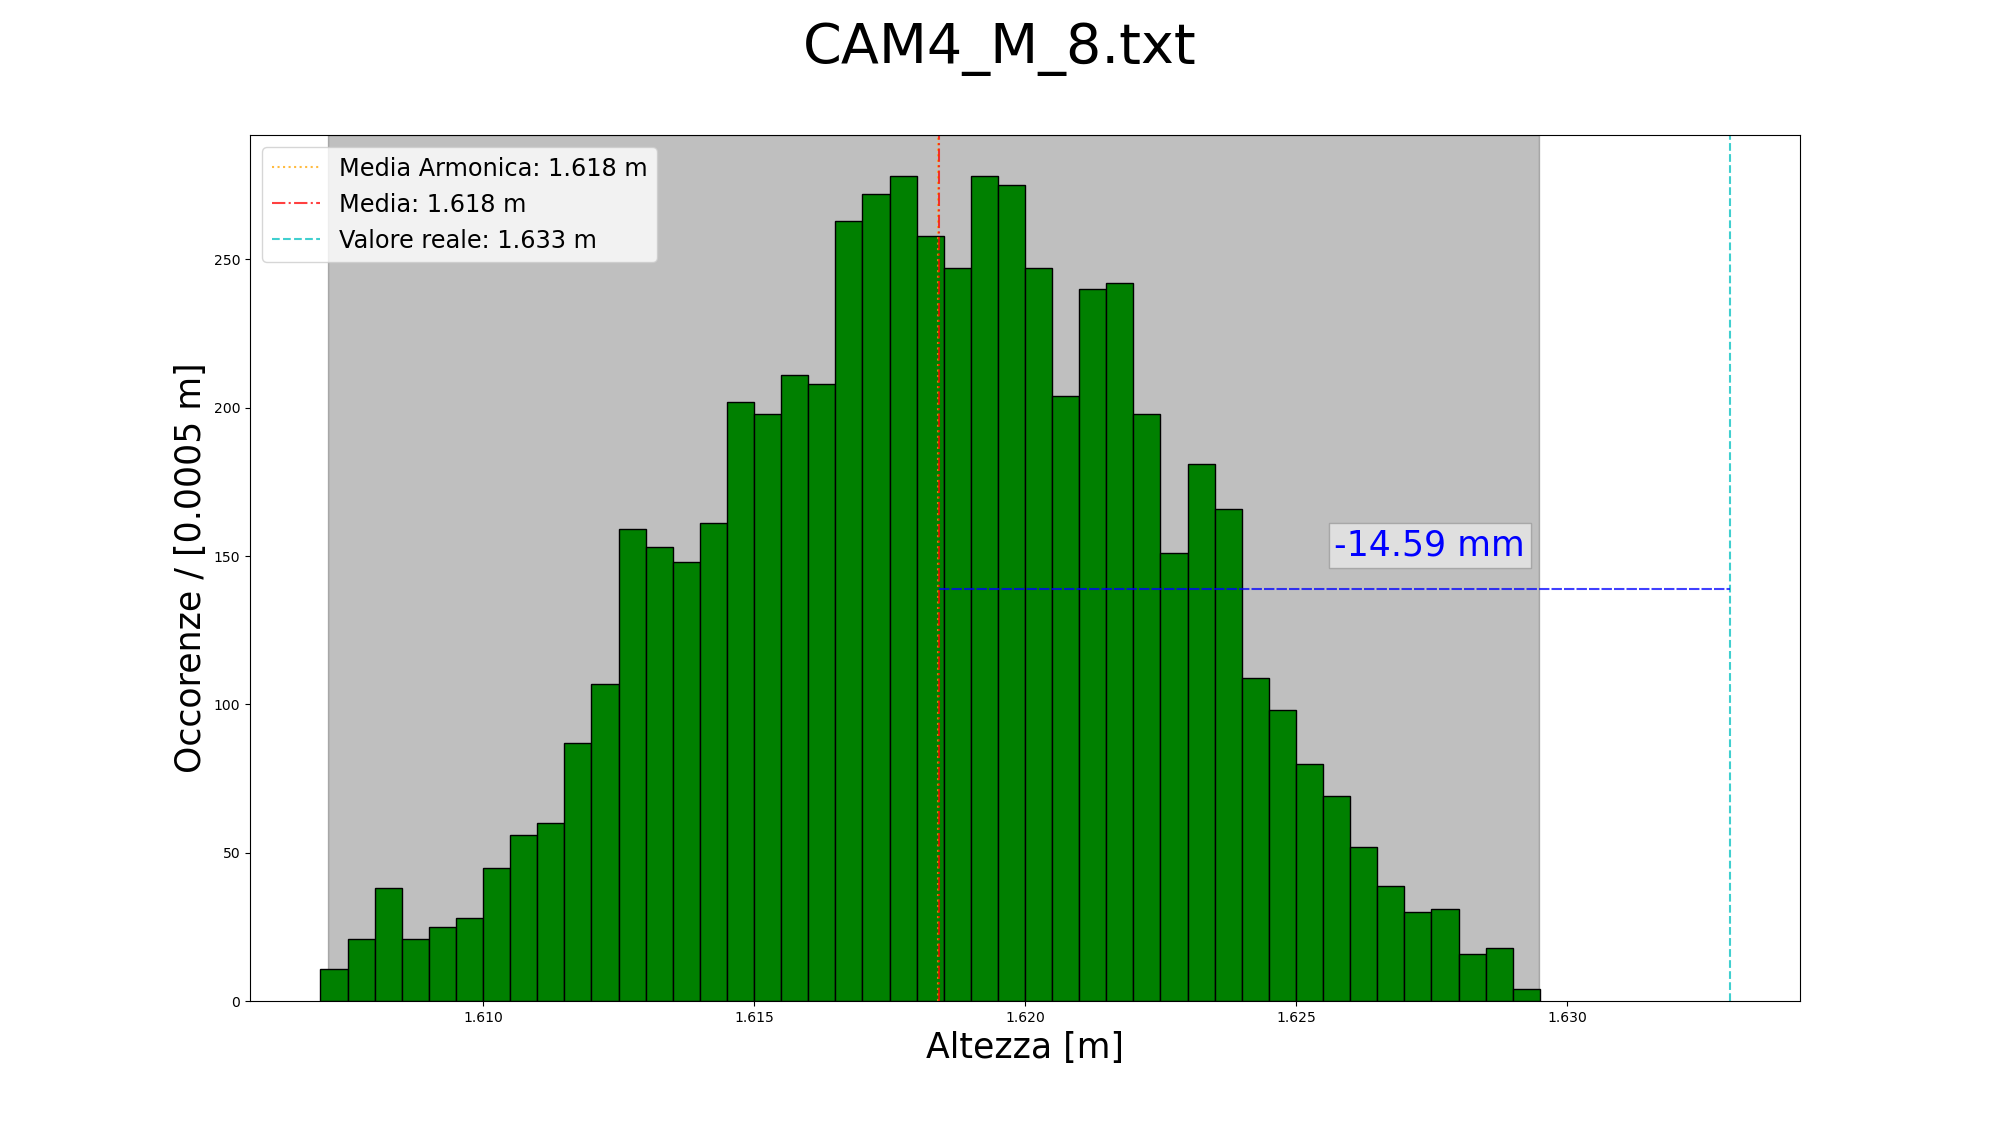 CAM4_M_8.txt
Media Armonica: 1.618 m
Media: 1.618 m
Valore reale: 1.633 m
-14.59 mm
Occorenze / [0.0005 m]
250
200
150
100
50
0
1.610 1.615 1.620 1.625 1.630
Altezza [m]